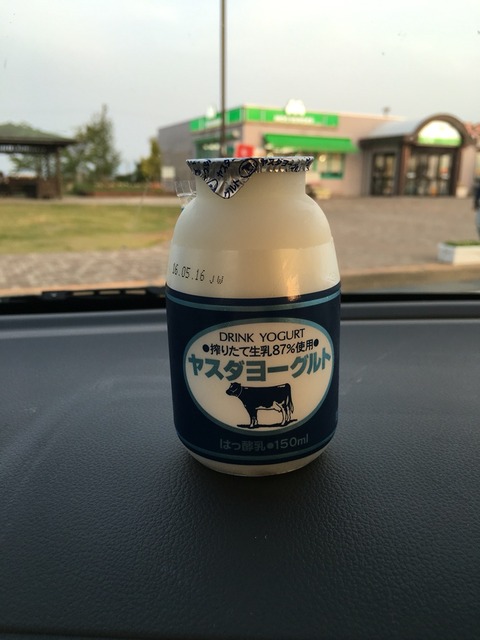 16.05.16 JW
DRINK YOGURT
●搾りたて生乳87%使用●
ヤスダヨーグルト
はっ酵乳●150ml